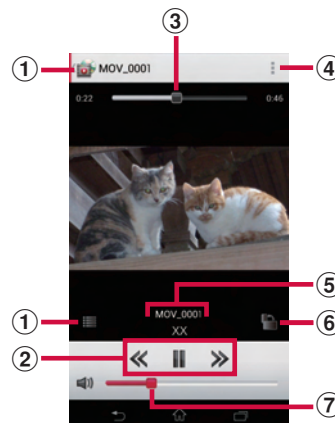 ③
① MOV_0001 ④
0:22 0:46
MOV_0001 ⑤
① XX ⑥
②
⑦